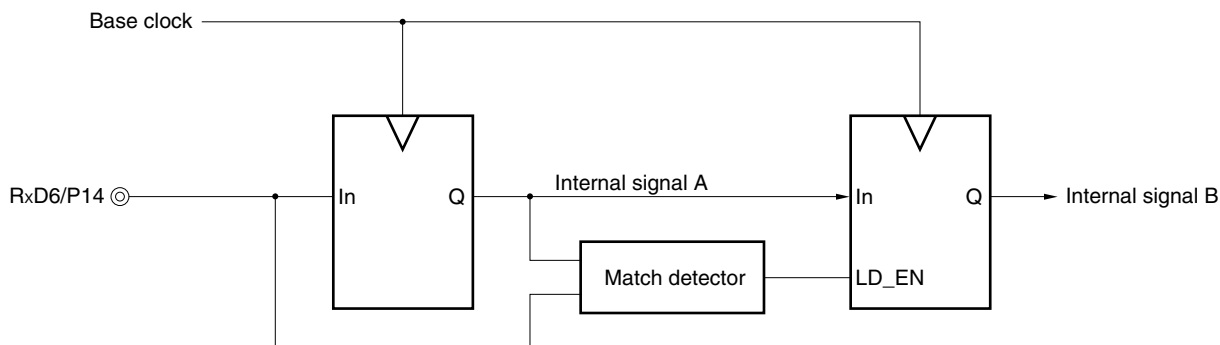 Base clock
RxD6/P14
In
Q
Internal signal A
In
Q
Internal signal B
Match detector
LD_EN